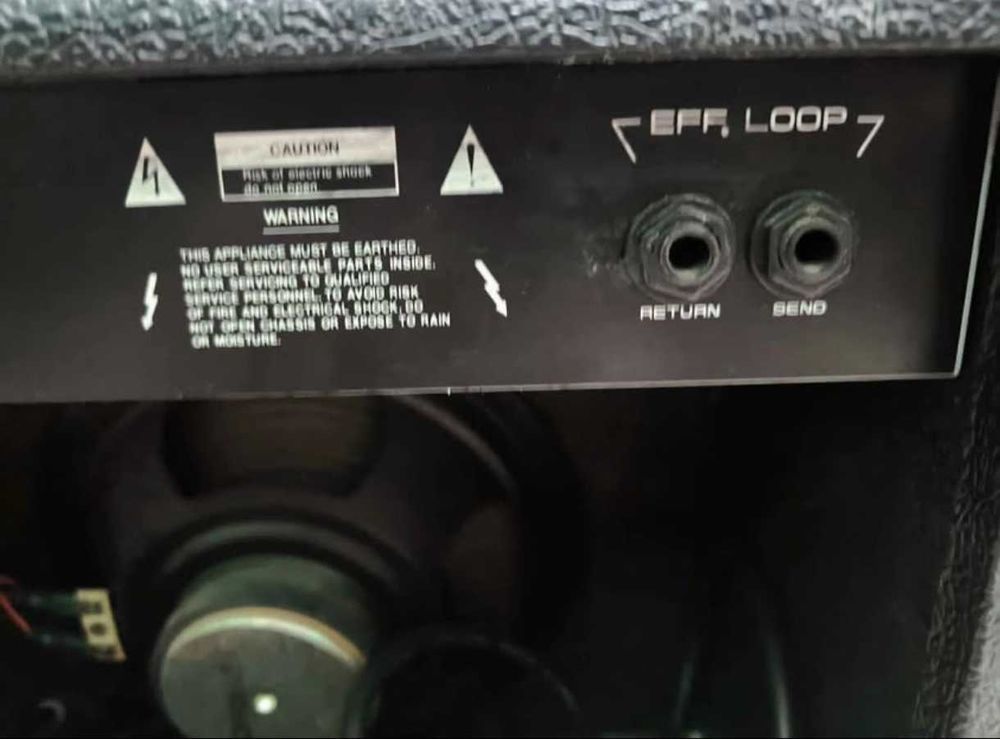 EFF. LOOP
CAUTION
Risk of electric shock
do not open
WARNING
THIS APPLIANCE MUST BE EARTHED.
NO USER SERVICEABLE PARTS INSIDE.
REFER SERVICING TO QUALIFIED
SERVICE PERSONNEL. TO AVOID RISK
OF FIRE AND ELECTRICAL SHOCK, DO
NOT OPEN CHASSIS OR EXPOSE TO RAIN
OR MOISTURE.
RETURN
SEND